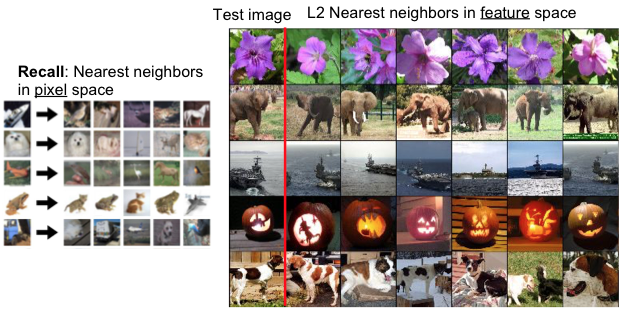 Test image
L2 Nearest neighbors in feature space
Recall: Nearest neighbors
in pixel space